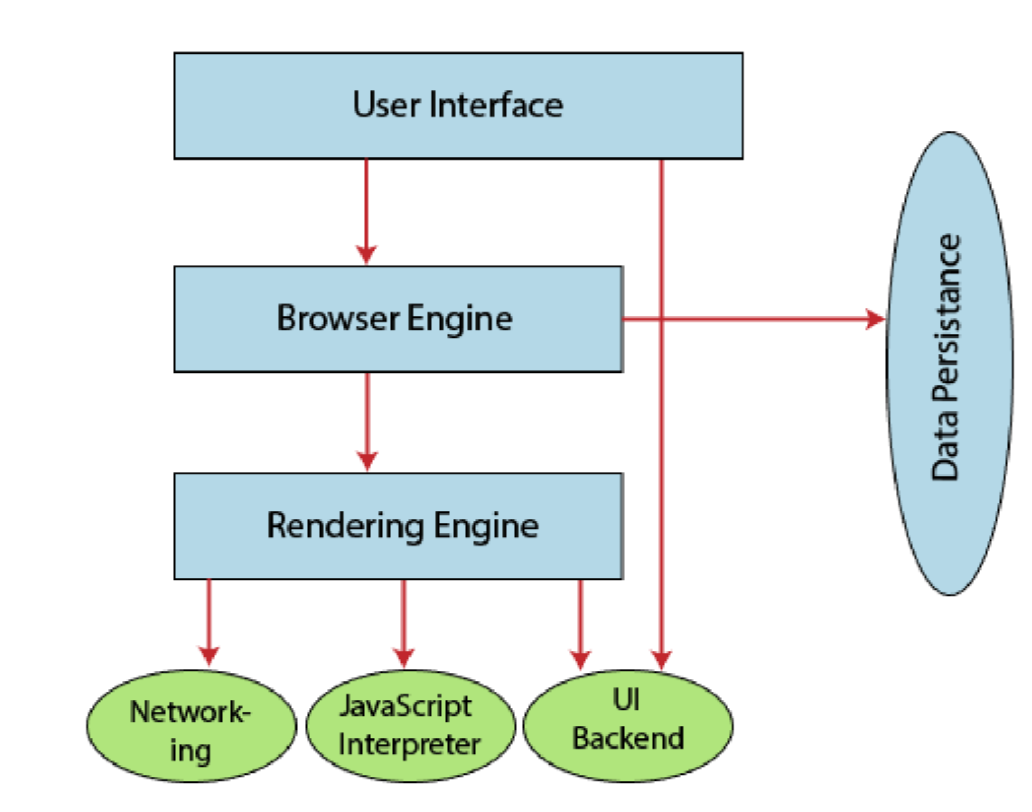 User Interface
Browser Engine
Data Persistance
Rendering Engine
Network-
ing
JavaScript
Interpreter
UI
Backend